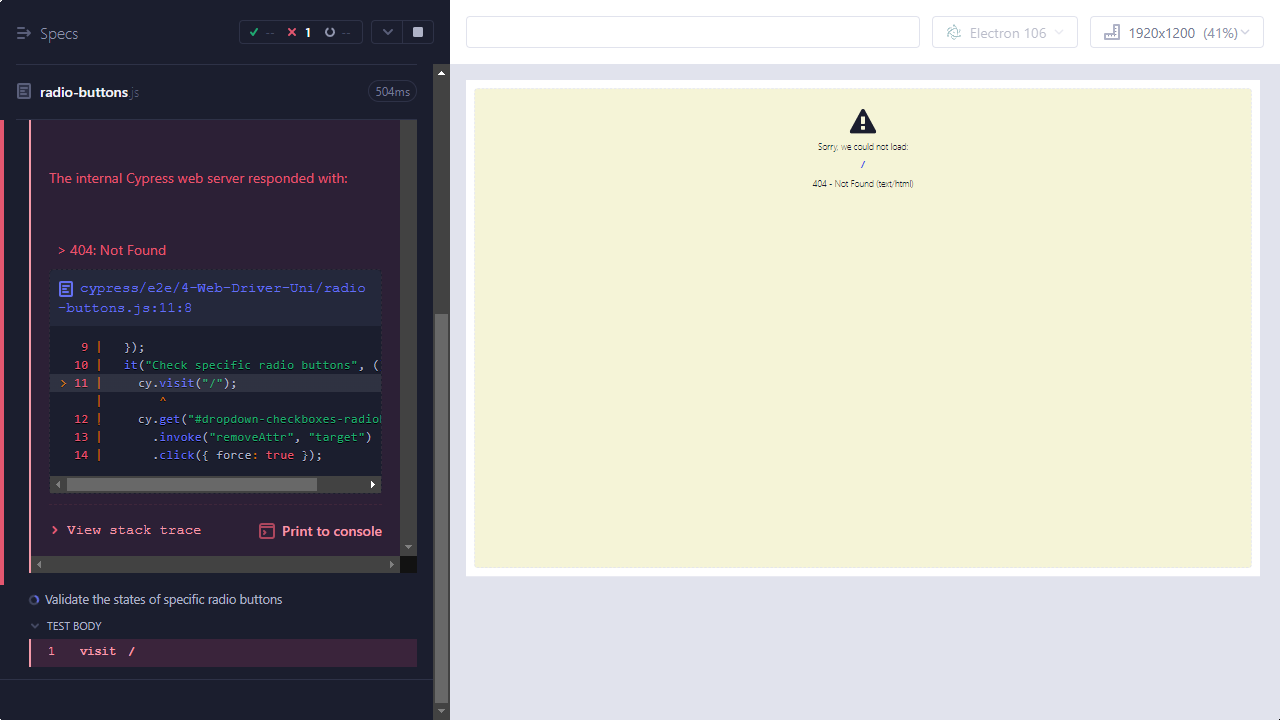 Specs
-- 1 --
Electron 106
1920x1200 (41%)
radio-buttons.js
504ms
The internal Cypress web server responded with:
> 404: Not Found
cypress/e2e/4-Web-Driver-Uni/radio
-buttons.js:11:8
9 | });
10 | it("Check specific radio buttons", (
> 11 | cy.visit("/");
| ^
12 | cy.get("#dropdown-checkboxes-radiob
13 | .invoke("removeAttr", "target")
14 | .click({ force: true });
View stack trace
Print to console
Validate the states of specific radio buttons
TEST BODY
1 visit /
Sorry, we could not load:
/
404 - Not Found (text/html)